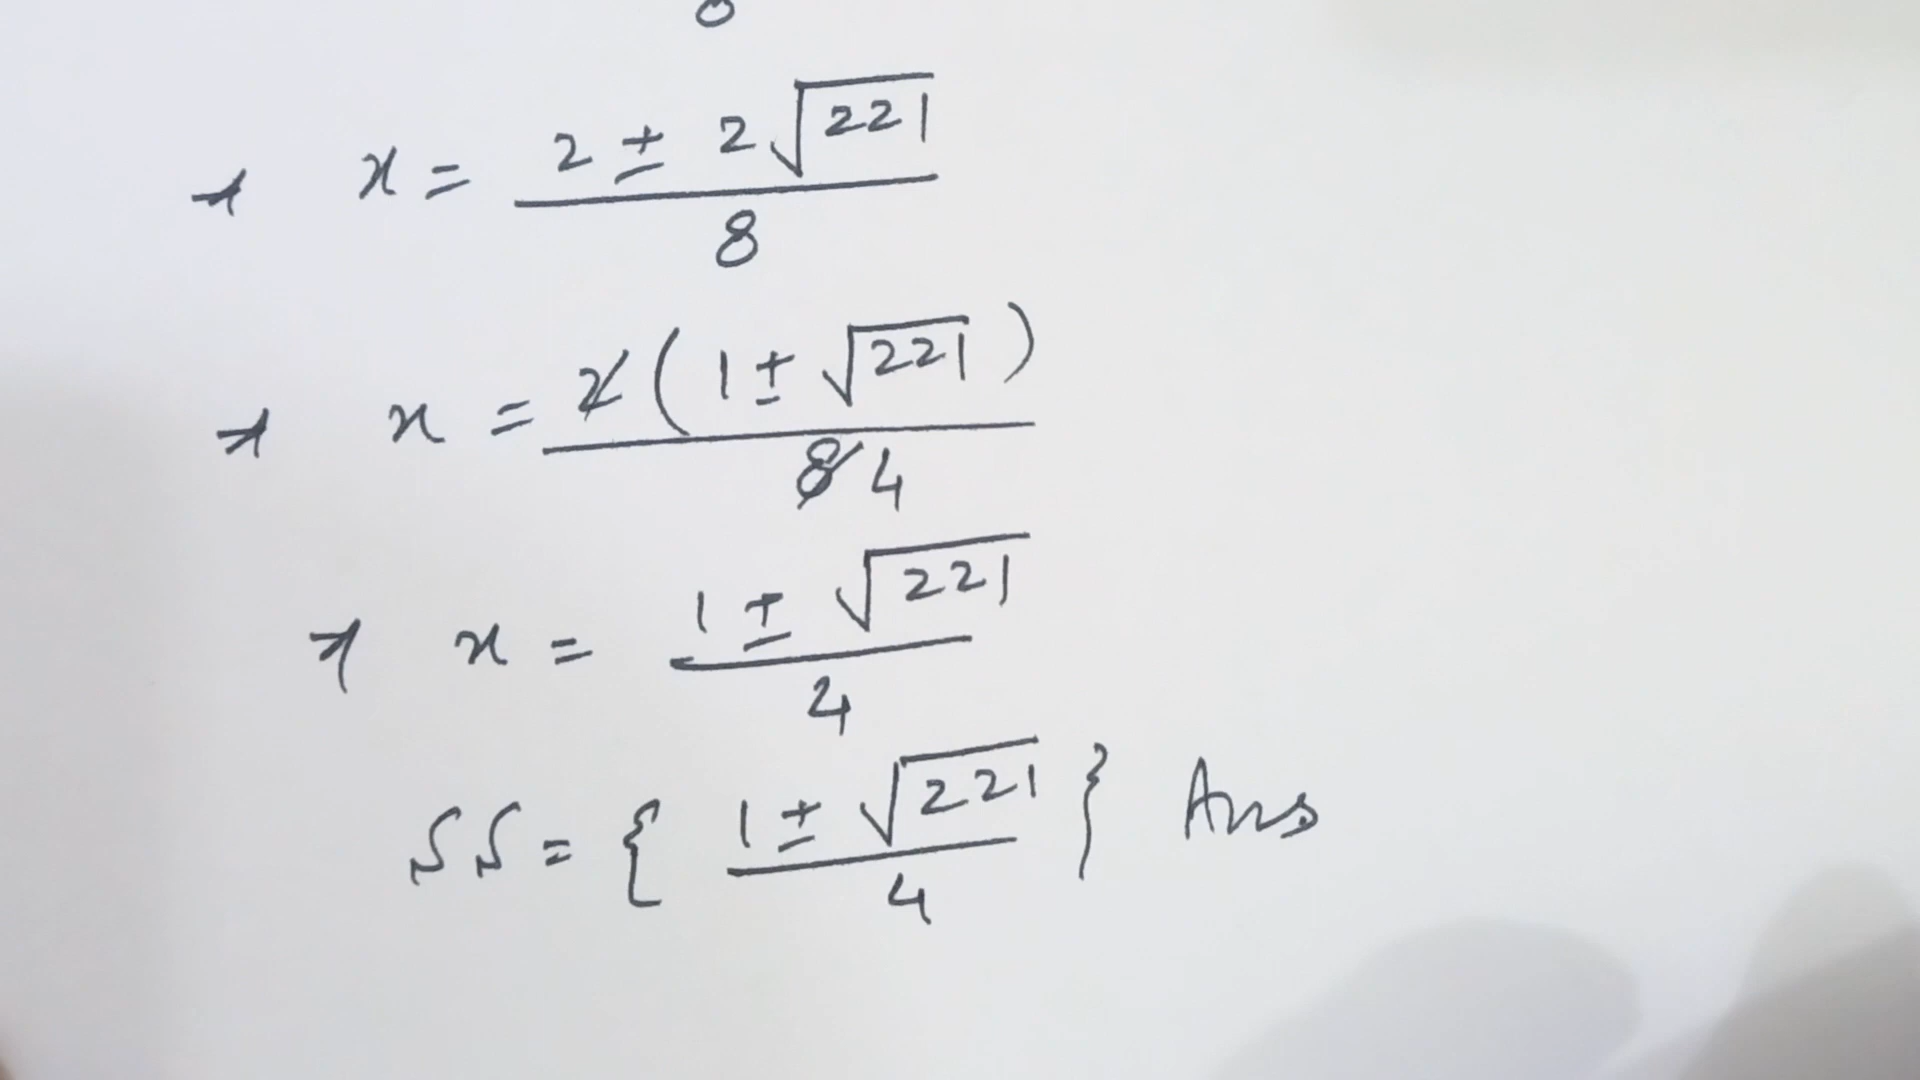 ⇒ x = (2 ± 2√221)/8
⇒ x = 2(1 ± √221)/8 4
⇒ x = (1 ± √221)/4
SS = { (1 ± √221)/4 } Ans